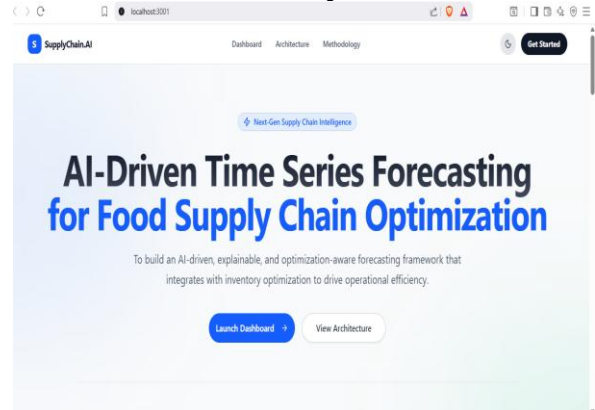 localhost:3001
S SupplyChain.AI Dashboard Architecture Methodology Get Started
Next-Gen Supply Chain Intelligence
AI-Driven Time Series Forecasting
for Food Supply Chain Optimization
To build an AI-driven, explainable, and optimization-aware forecasting framework that
integrates with inventory optimization to drive operational efficiency.
Launch Dashboard → View Architecture